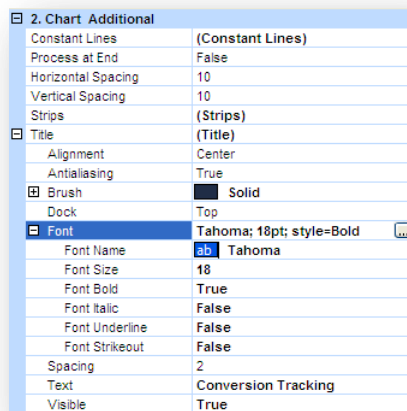 2. Chart Additional
Constant Lines (Constant Lines)
Process at End False
Horizontal Spacing 10
Vertical Spacing 10
Strips (Strips)
Title (Title)
Alignment Center
Antialiasing True
Brush Solid
Dock Top
Font Tahoma; 18pt; style=Bold ...
Font Name ab Tahoma
Font Size 18
Font Bold True
Font Italic False
Font Underline False
Font Strikeout False
Spacing 2
Text Conversion Tracking
Visible True